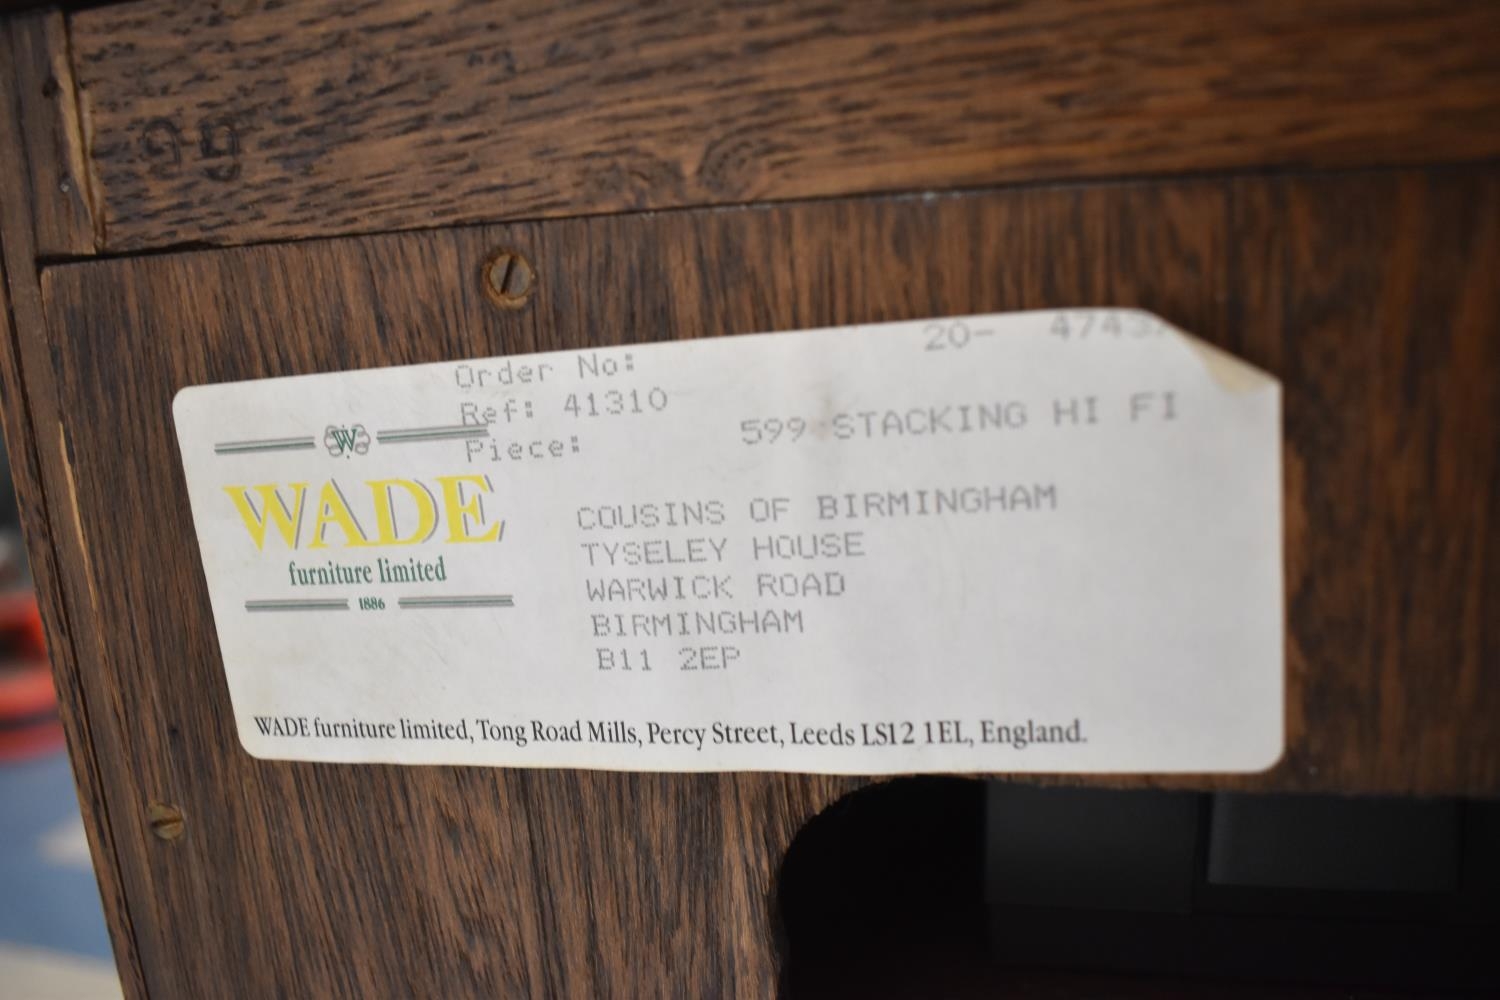 99
Order No: 20-
Ref: 41310
Piece: 599 STACKING HI FI
W
WADE
furniture limited
1886
COUSINS OF BIRMINGHAM
TYSELEY HOUSE
WARWICK ROAD
BIRMINGHAM
B11 2EP
WADE furniture limited, Tong Road Mills, Percy Street, Leeds LS12 1EL, England.